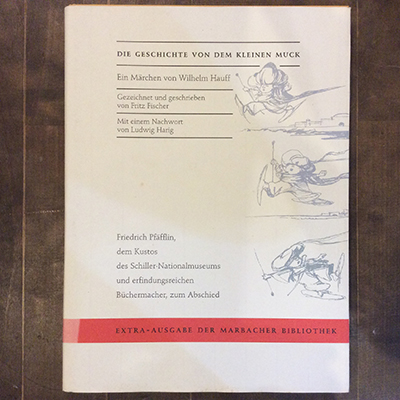 DIE GESCHICHTE VON DEM KLEINEN MUCK
Ein Märchen von Wilhelm Hauff
Gezeichnet und geschrieben
von Fritz Fischer
Mit einem Nachwort
von Ludwig Harig
Friedrich Pfäfflin,
dem Kustos
des Schiller-Nationalmuseums
und erfindungsreichen
Büchermacher, zum Abschied
EXTRA-AUSGABE DER MARBACHER BIBLIOTHEK